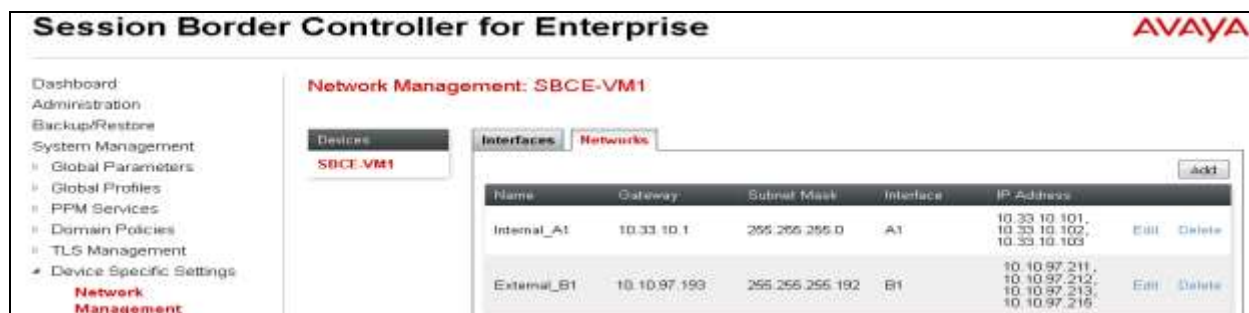 Session Border Controller for Enterprise
AVAYA
Dashboard
Administration
Backup/Restore
System Management
Global Parameters
Global Profiles
PPM Services
Domain Policies
TLS Management
Device Specific Settings
Network
Management
Network Management: SBCE-VM1
Devices
SBCE-VM1
Interfaces Networks
Add
Name Gateway Subnet Mask Interface IP Address
Internal_A1 10.33.10.1 255.255.255.0 A1 10.33.10.101,
10.33.10.102,
10.33.10.103 Edit Delete
External_B1 10.10.97.193 255.255.255.192 B1 10.10.97.211,
10.10.97.212,
10.10.97.213,
10.10.97.216 Edit Delete